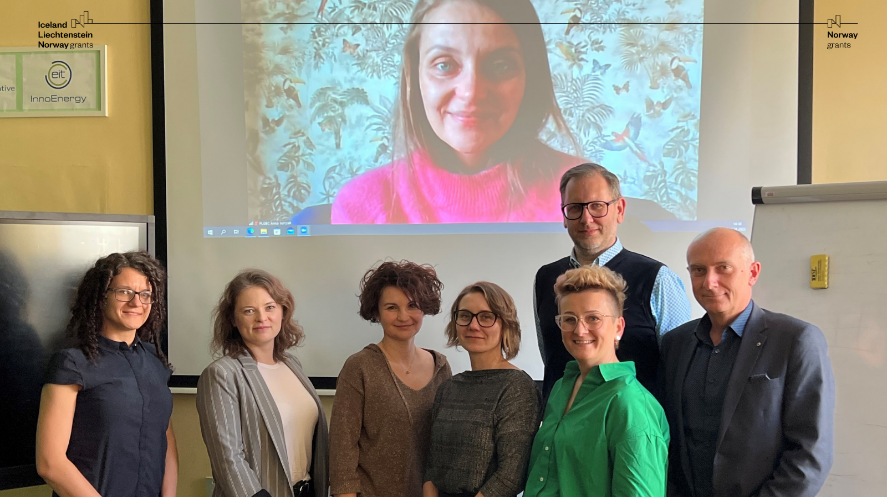 Iceland
Liechtenstein
Norway grants
Norway
grants
eit
InnoEnergy